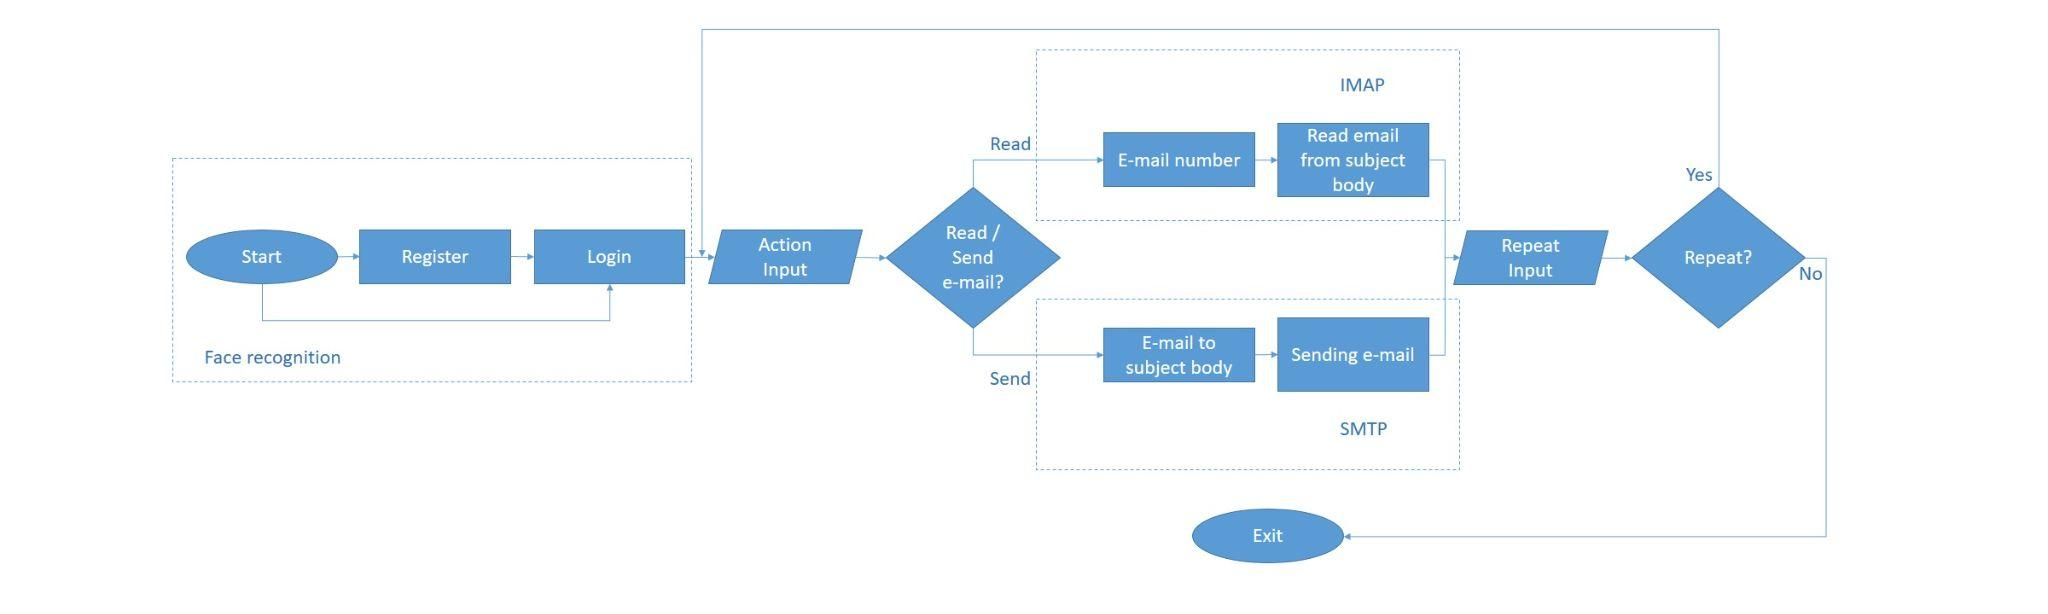 IMAP
Read
E-mail number
Read email
from subject
body
Yes
Start
Register
Login
Action
Input
Read /
Send
e-mail?
Repeat
Input
Repeat?
No
Face recognition
E-mail to
subject body
Sending e-mail
Send
SMTP
Exit